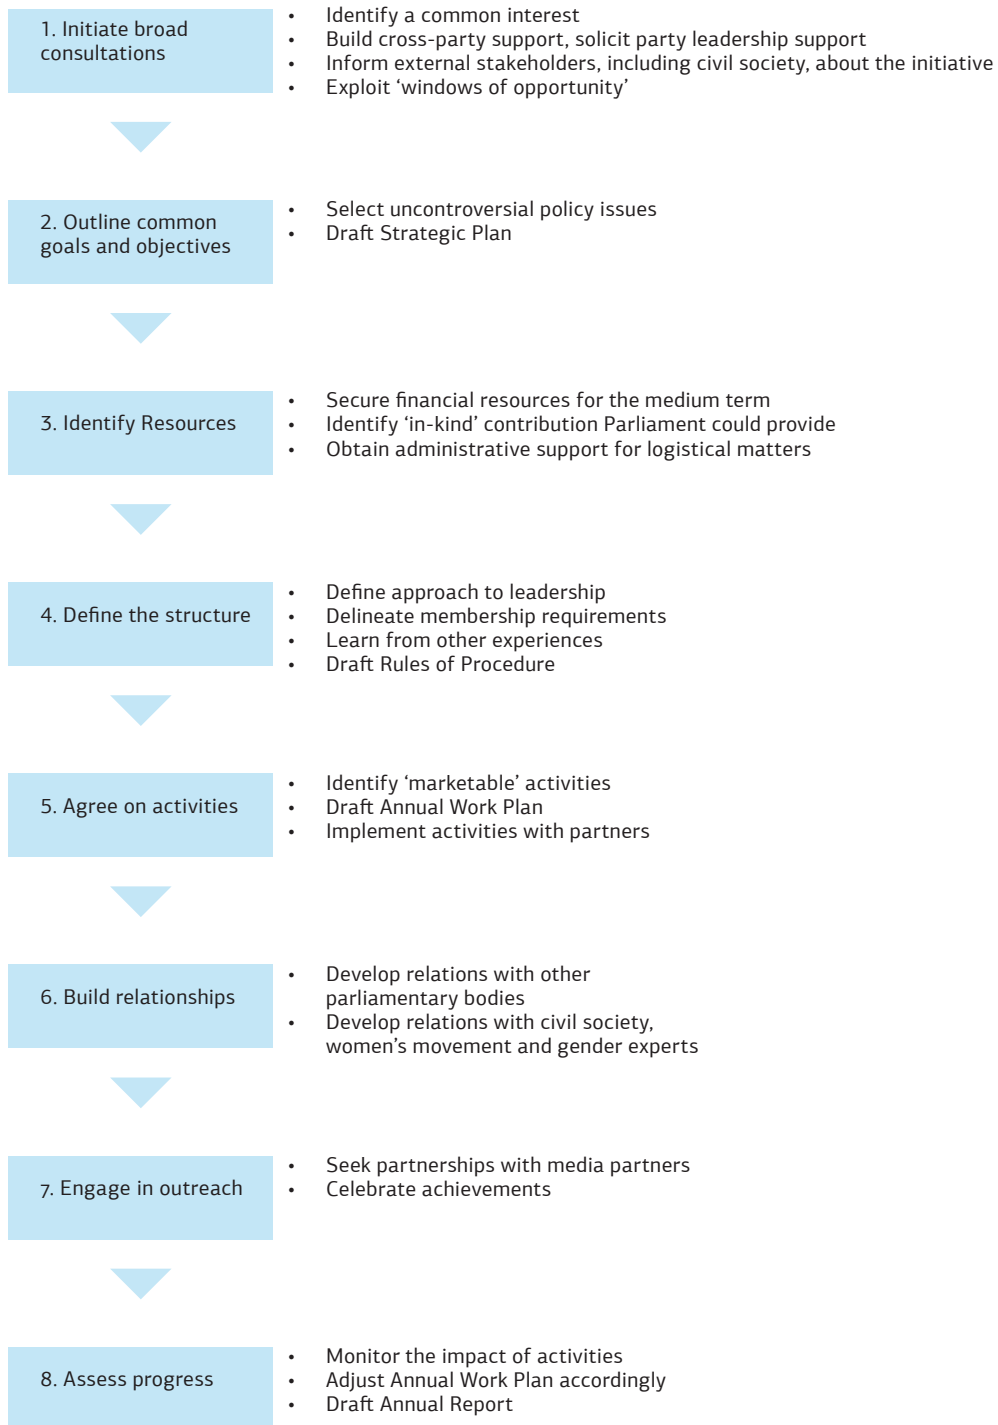 1. Initiate broad
consultations
• Identify a common interest
• Build cross-party support, solicit party leadership support
• Inform external stakeholders, including civil society, about the initiative
• Exploit ‘windows of opportunity’
2. Outline common
goals and objectives
• Select uncontroversial policy issues
• Draft Strategic Plan
3. Identify Resources
• Secure financial resources for the medium term
• Identify ‘in-kind’ contribution Parliament could provide
• Obtain administrative support for logistical matters
4. Define the structure
• Define approach to leadership
• Delineate membership requirements
• Learn from other experiences
• Draft Rules of Procedure
5. Agree on activities
• Identify ‘marketable’ activities
• Draft Annual Work Plan
• Implement activities with partners
6. Build relationships
• Develop relations with other
parliamentary bodies
• Develop relations with civil society,
women’s movement and gender experts
7. Engage in outreach
• Seek partnerships with media partners
• Celebrate achievements
8. Assess progress
• Monitor the impact of activities
• Adjust Annual Work Plan accordingly
• Draft Annual Report